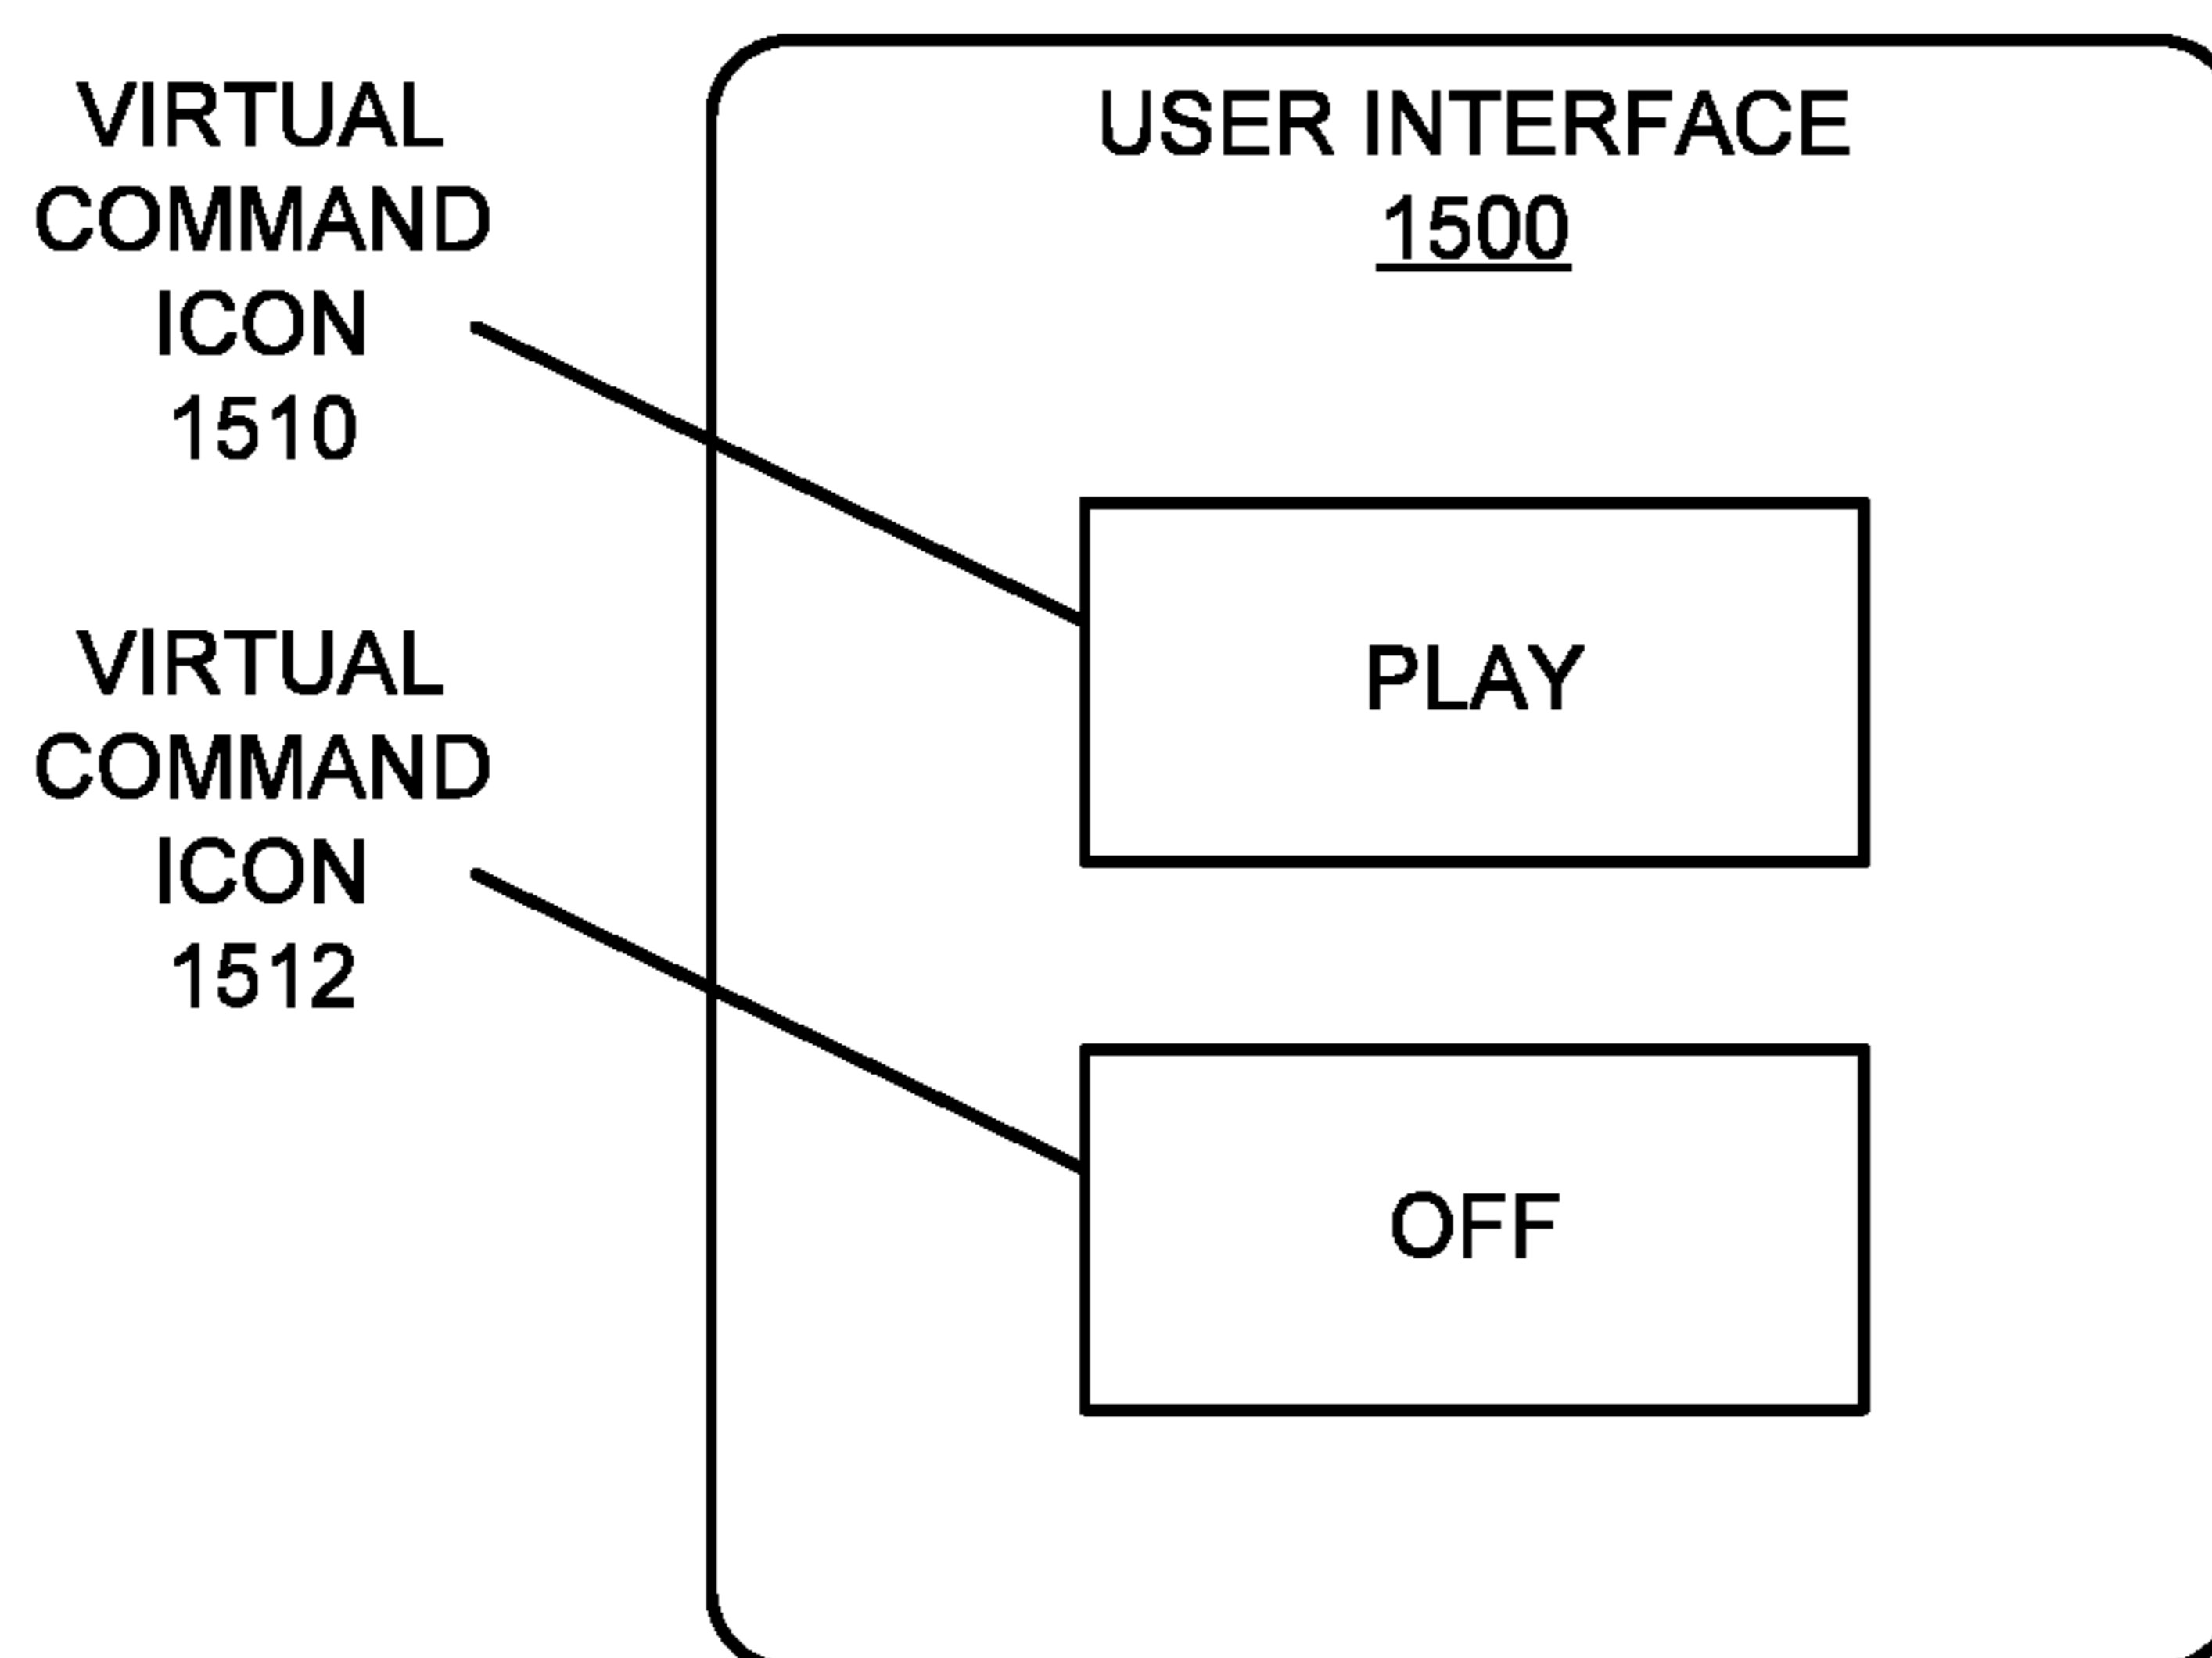 VIRTUAL
COMMAND
ICON
1510
VIRTUAL
COMMAND
ICON
1512
USER INTERFACE
1500
PLAY
OFF